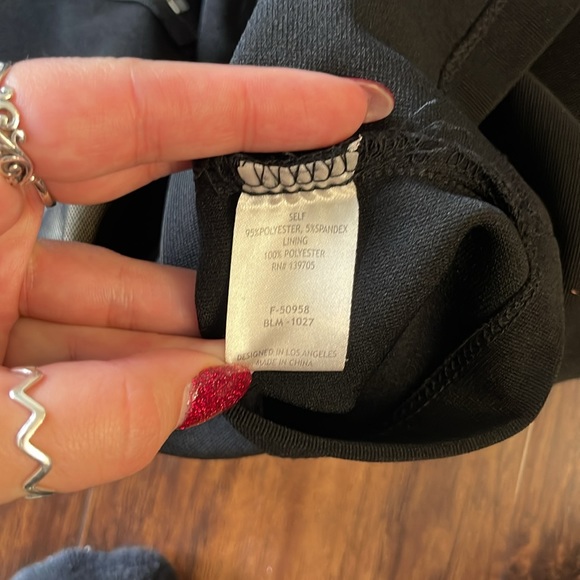 SELF
95%POLYESTER, 5%SPANDEX
LINING
100% POLYESTER
RN# 139705
F-50958
BLM -1027
DESIGNED IN LOS ANGELES
MADE IN CHINA